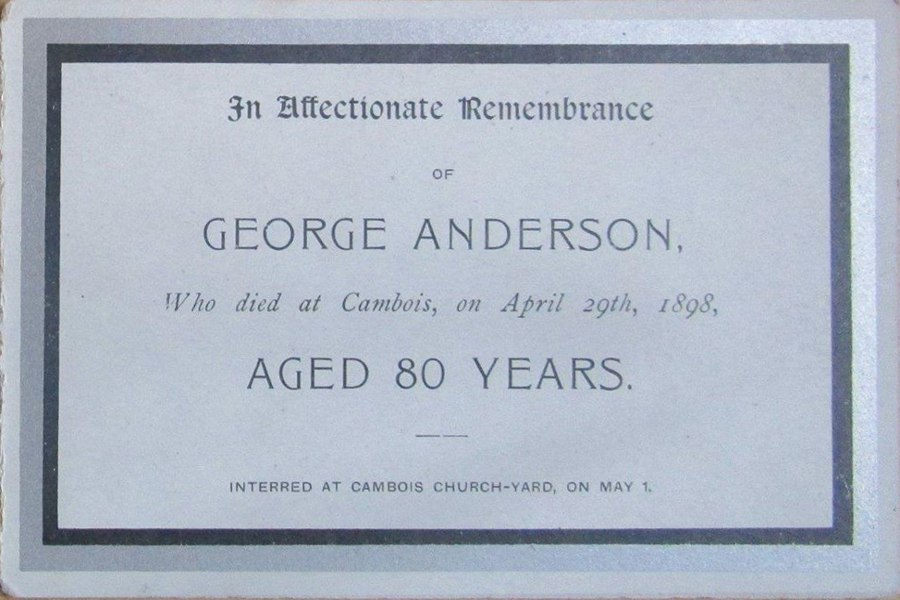 In Affectionate Remembrance
OF
GEORGE ANDERSON,
Who died at Cambois, on April 29th, 1898,
AGED 80 YEARS.
INTERRED AT CAMBOIS CHURCH-YARD, ON MAY 1.